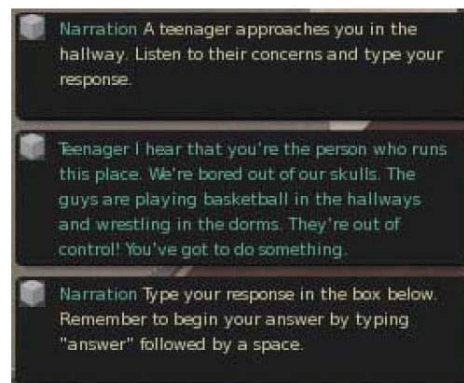 Narration A teenager approaches you in the
hallway. Listen to their concerns and type your
response.
Teenager I hear that you're the person who runs
this place. We're bored out of our skulls. The
guys are playing basketball in the hallways
and wrestling in the dorms. They're out of
control! You've got to do something.
Narration Type your response in the box below.
Remember to begin your answer by typing
"answer" followed by a space.